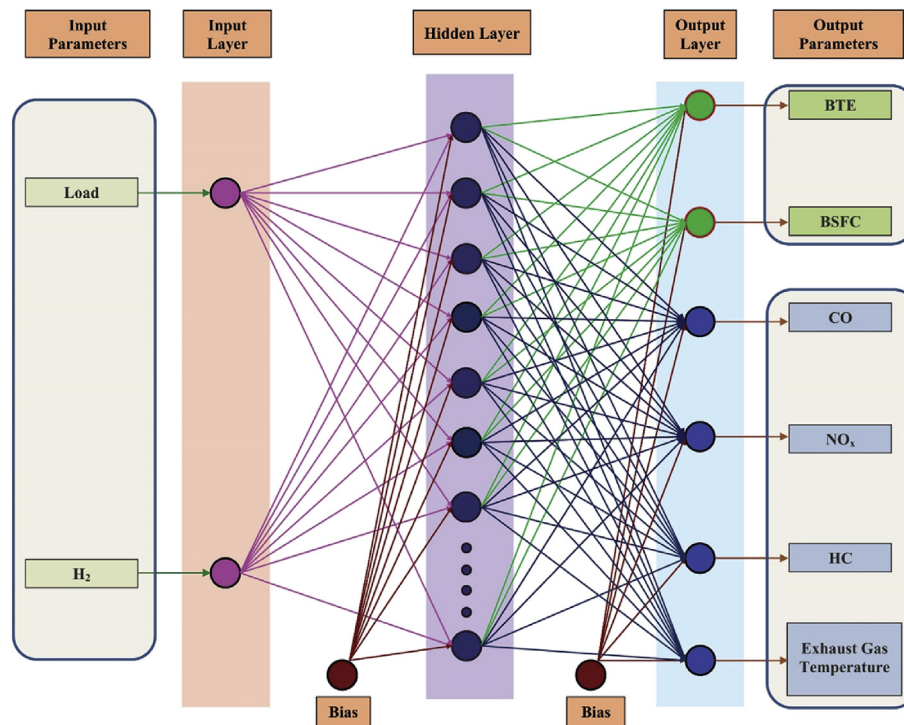 Input
Parameters
Input
Layer
Hidden Layer
Output
Layer
Output
Parameters
Load
H₂
Bias
Bias
BTE
BSFC
CO
NOₓ
HC
Exhaust Gas
Temperature